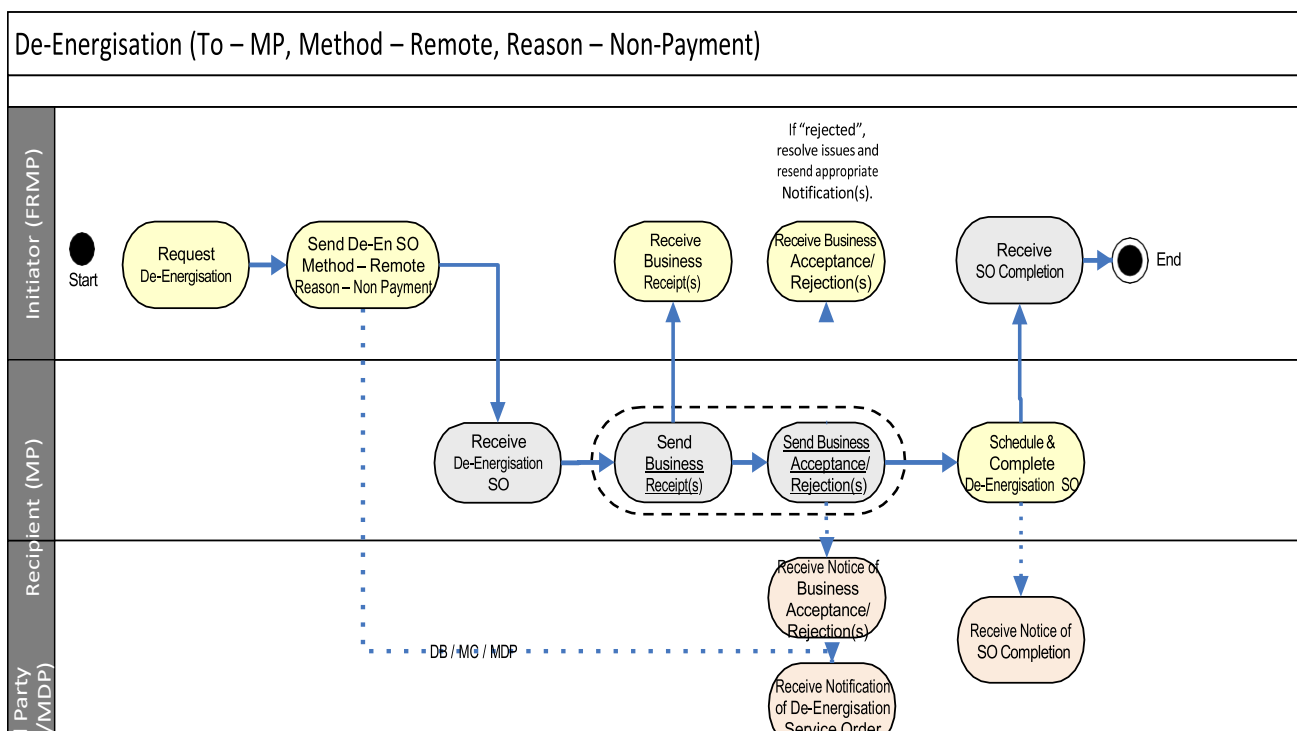 De-Energisation (To – MP, Method – Remote, Reason – Non-Payment)
Initiator (FRMP)
Start
Request
De-Energisation
Send De-En SO
Method – Remote
Reason – Non Payment
Receive
Business
Receipt(s)
If “rejected”,
resolve issues and
resend appropriate
Notification(s).
Receive Business
Acceptance/
Rejection(s)
Receive
SO Completion
End
Recipient (MP)
Receive
De-Energisation
SO
Send
Business
Receipt(s)
Send Business
Acceptance/
Rejection(s)
Schedule &
Complete
De-Energisation SO
Party
/MDP)
Receive Notice of
Business
Acceptance/
Rejection(s)
DB / MC / MDP
Receive Notification
of De-Energisation
Service Order
Receive Notice of
SO Completion